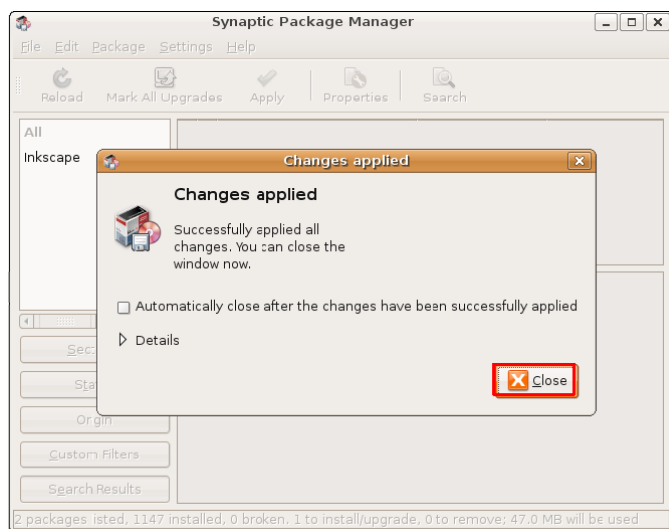 Synaptic Package Manager
File Edit Package Settings Help
Reload Mark All Upgrades Apply Properties Search
All
Inkscape
Changes applied
Changes applied
Successfully applied all
changes. You can close the
window now.
Automatically close after the changes have been successfully applied
Details
Close
Origin
Custom Filters
Search Results
2 packages listed, 1147 installed, 0 broken. 1 to install/upgrade, 0 to remove; 47.0 MB will be used